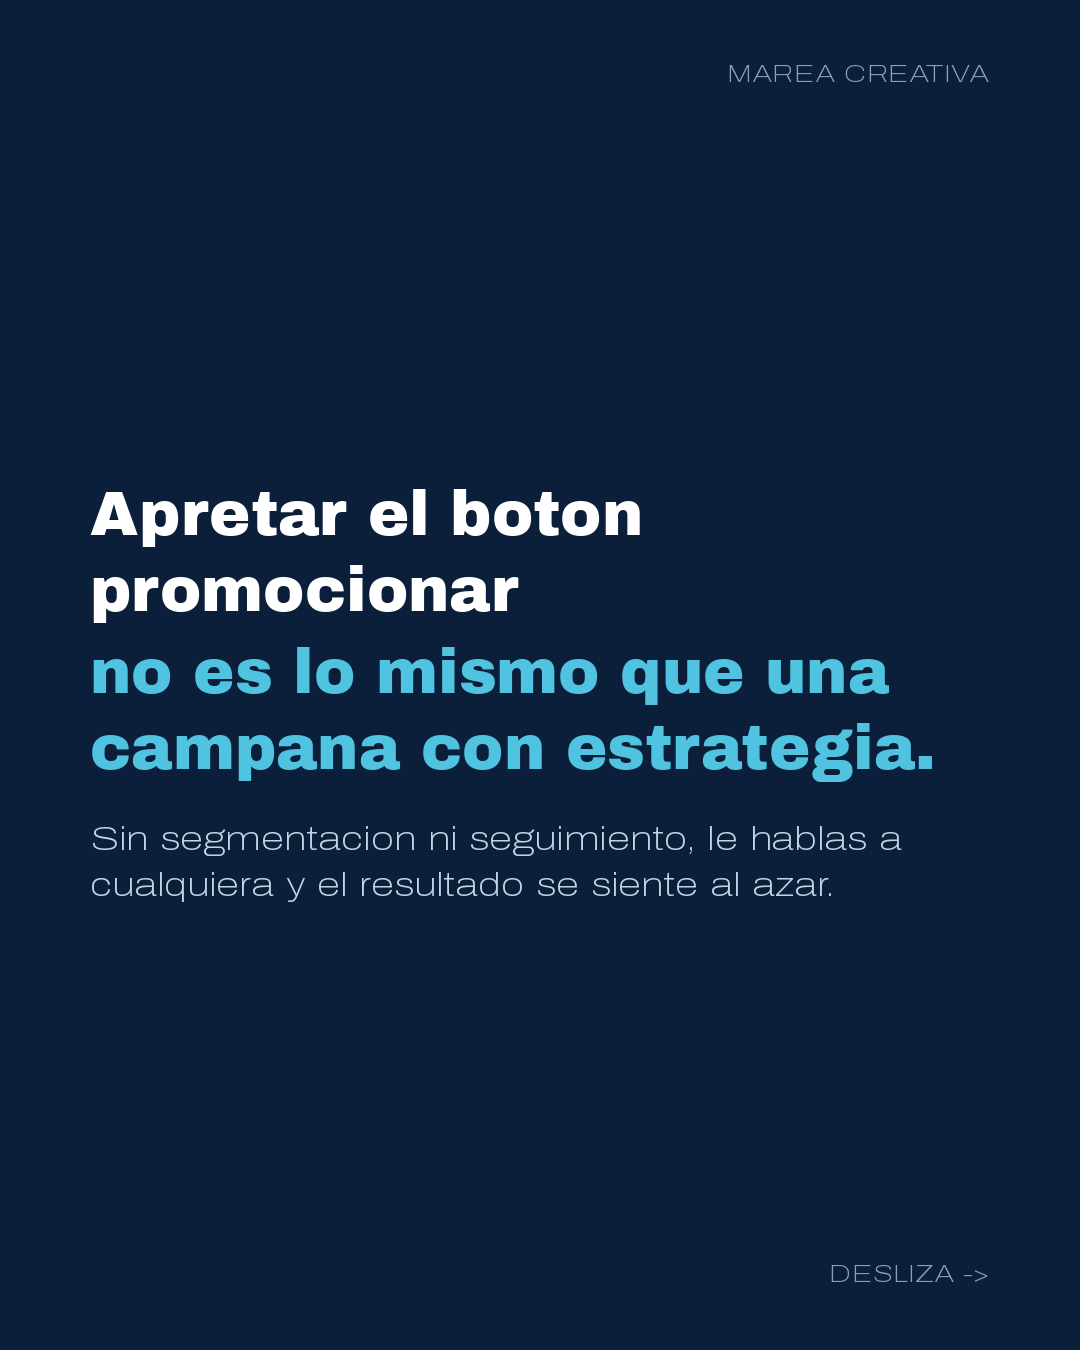 MAREA CREATIVA
Apretar el boton
promocionar
no es lo mismo que una
campana con estrategia.
Sin segmentacion ni seguimiento, le hablas a
cualquiera y el resultado se siente al azar.
DESLIZA ->